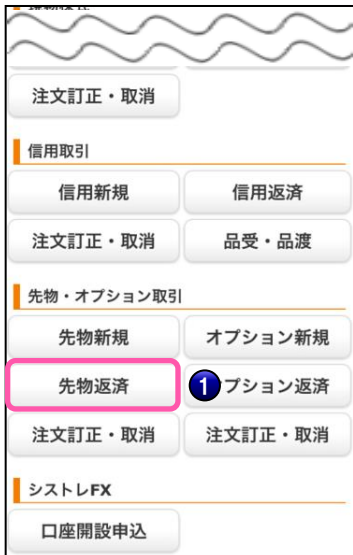 注文訂正・取消
信用取引
信用新規 信用返済
注文訂正・取消 品受・品渡
先物・オプション取引
先物新規 オプション新規
先物返済 1 プション返済
注文訂正・取消 注文訂正・取消
シストレFX
口座開設申込